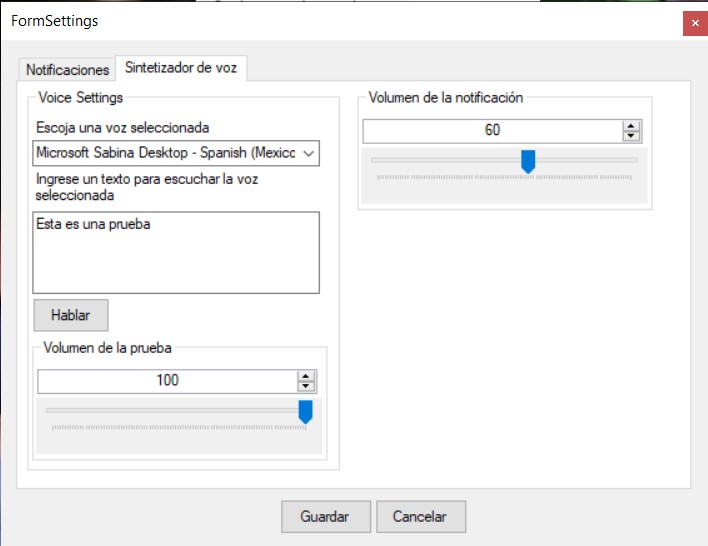 FormSettings
Notificaciones
Sintetizador de voz
Voice Settings
Escoja una voz seleccionada
Microsoft Sabina Desktop - Spanish (Mexicc
Ingrese un texto para escuchar la voz
seleccionada
Esta es una prueba
Hablar
Volumen de la prueba
100
Volumen de la notificación
60
Guardar
Cancelar